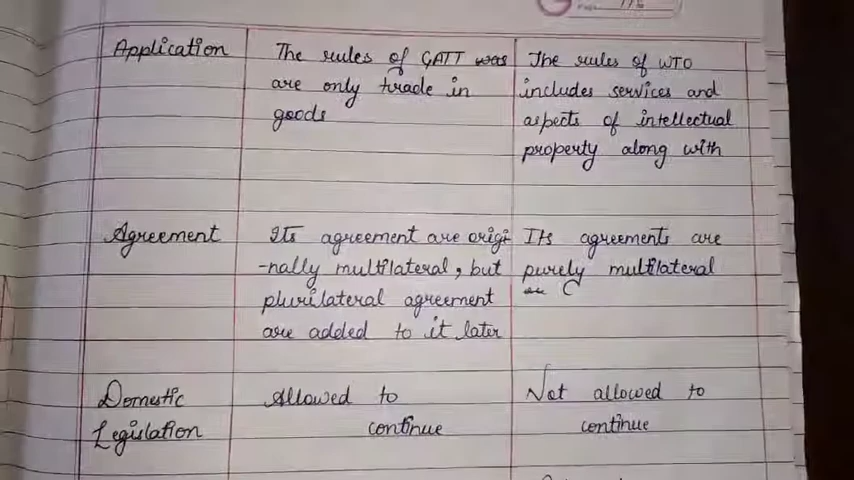 Application
The rules of GATT was
are only trade in
goods
The rules of WTO
includes services and
aspects of intellectual
property along with
Agreement
Its agreement are origi
-nally multilateral, but
plurilateral agreement
are added to it later
Its agreements are
purely multilateral
Domestic
Legislation
Allowed to
continue
Not allowed to
continue